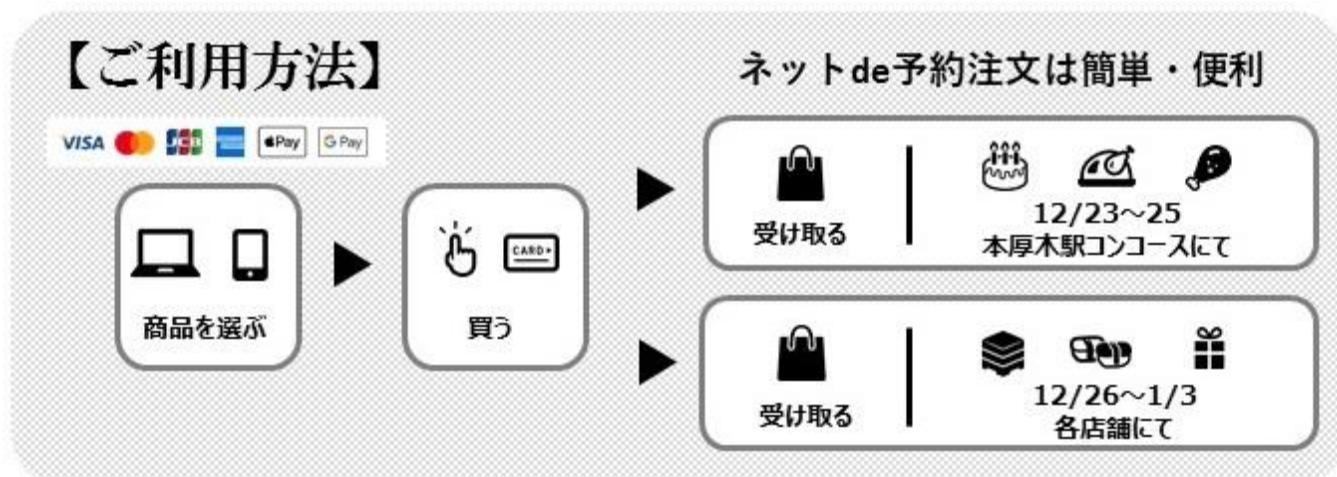 【ご利用方法】
ネットde予約注文は簡単・便利
VISA JCB Pay G Pay
商品を選ぶ
CARD
買う
受け取る
12/23～25
本厚木駅コンコースにて
受け取る
12/26～1/3
各店舗にて